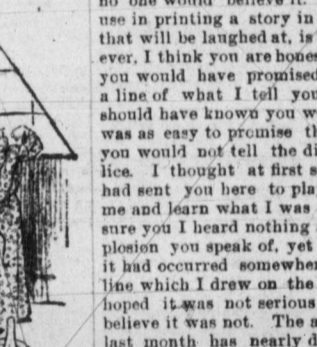 no one would believe it.
use in printing a story in
that will be laughed at, is
ever, I think you are hones
you would have promised
a line of what I tell you
should have known you w
was as easy to promise th
you would not tell the di
lice. I thought at first s
had sent you here to pla
me and learn what I was
sure you I heard nothing
plosion you speak of, yet
it had occurred somewher
line which I drew on the
hoped it was not serious
believe it was not. The a
last month has nearly d